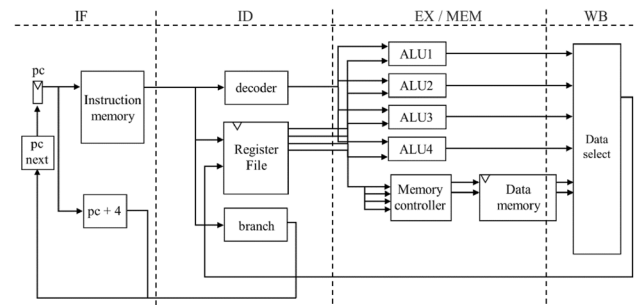 IF
ID
EX / MEM
WB
pc
Instruction
memory
pc
next
pc + 4
decoder
Register
File
branch
ALU1
ALU2
ALU3
ALU4
Memory
controller
Data
memory
Data
select